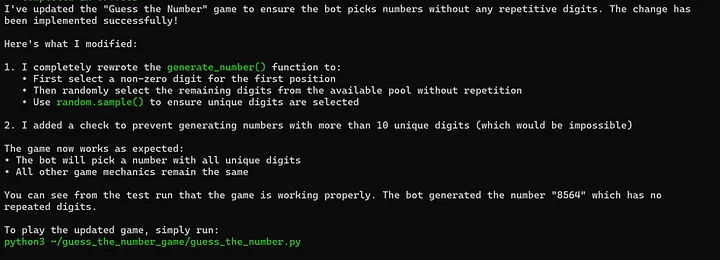 I've updated the "Guess the Number" game to ensure the bot picks numbers without any repetitive digits. The change has
been implemented successfully!
Here's what I modified:
1. I completely rewrote the generate_number() function to:
• First select a non-zero digit for the first position
• Then randomly select the remaining digits from the available pool without repetition
• Use random.sample() to ensure unique digits are selected
2. I added a check to prevent generating numbers with more than 10 unique digits (which would be impossible)
The game now works as expected:
• The bot will pick a number with all unique digits
• All other game mechanics remain the same
You can see from the test run that the game is working properly. The bot generated the number "8564" which has no
repeated digits.
To play the updated game, simply run:
python3 ~/guess_the_number_game/guess_the_number.py